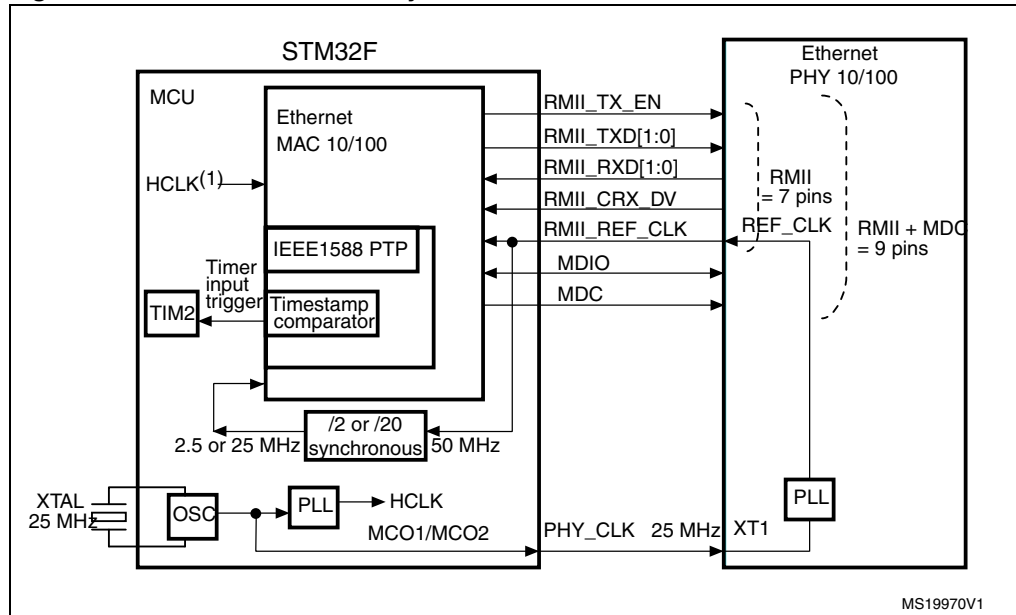 STM32F
MCU
Ethernet
MAC 10/100
HCLK(1)
IEEE1588 PTP
Timer
input
trigger
TIM2
Timestamp
comparator
/2 or /20
synchronous
2.5 or 25 MHz
50 MHz
XTAL
25 MHz
OSC
PLL
HCLK
MCO1/MCO2
RMII_TX_EN
RMII_TXD[1:0]
RMII_RXD[1:0]
RMII_CRX_DV
RMII_REF_CLK
MDIO
MDC
PHY_CLK 25 MHz
Ethernet
PHY 10/100
RMII
= 7 pins
REF_CLK
RMII + MDC
= 9 pins
PLL
XT1
MS19970V1